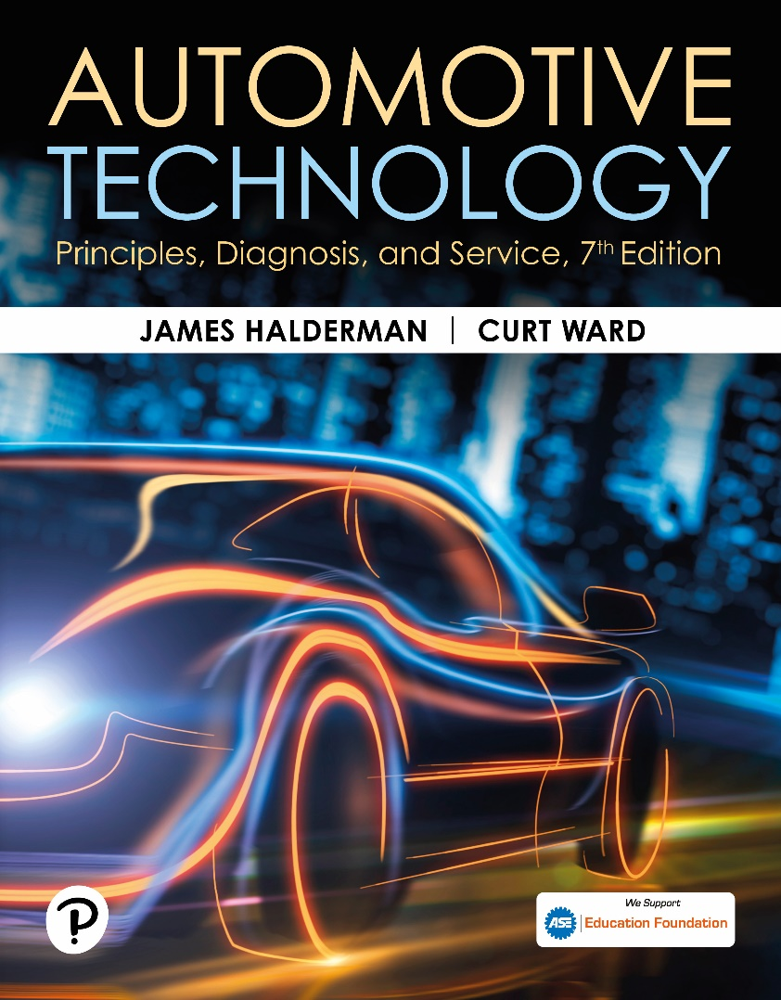 AUTOMOTIVE
TECHNOLOGY
Principles, Diagnosis, and Service, 7th Edition
JAMES HALDERMAN | CURT WARD
We Support
ASE | Education Foundation
P